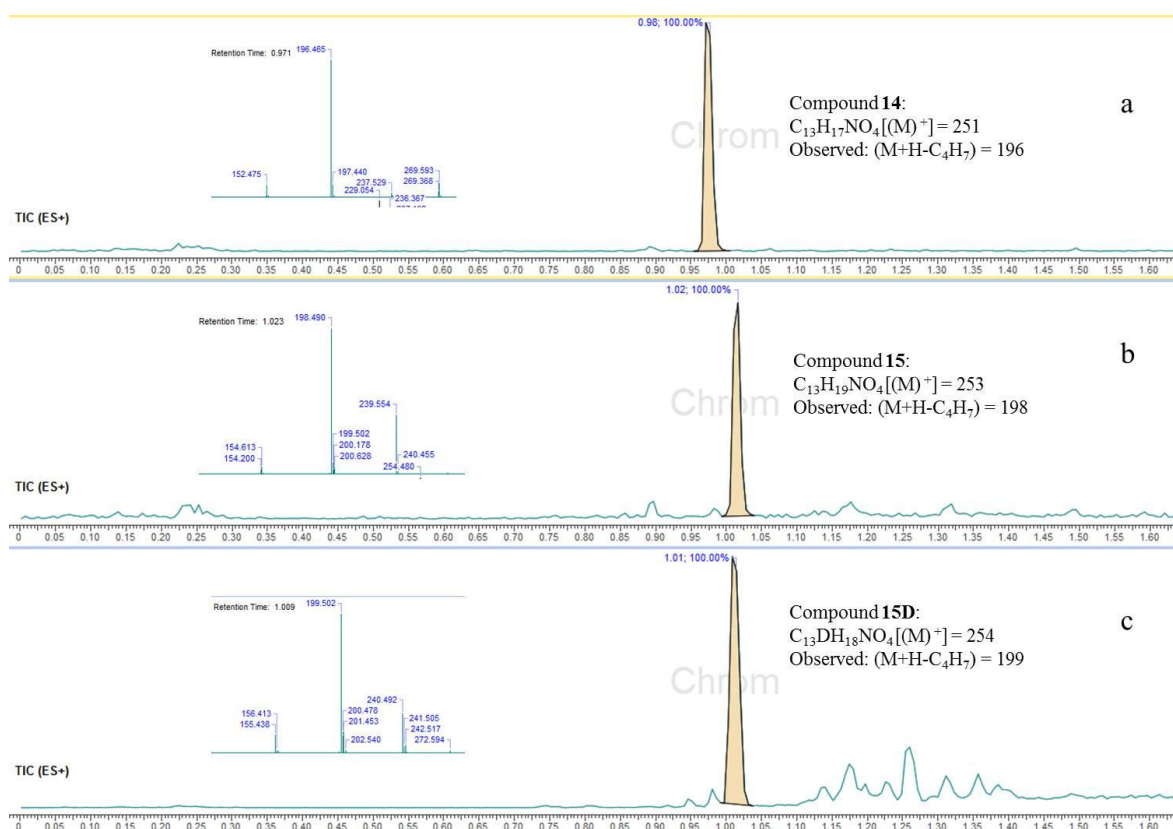 0.98; 100.00%
Retention Time: 0.971
196.465
152.475
197.440
229.054
237.529
236.367
269.593
269.368
Chrom
Compound 14:
C₁₃H₁₇NO₄[(M)⁺] = 251
Observed: (M+H-C₄H₇) = 196
a
TIC (ES+)
0 0.05 0.10 0.15 0.20 0.25 0.30 0.35 0.40 0.45 0.50 0.55 0.60 0.65 0.70 0.75 0.80 0.85 0.90 0.95 1.00 1.05 1.10 1.15 1.20 1.25 1.30 1.35 1.40 1.45 1.50 1.55 1.60
1.02; 100.00%
Retention Time: 1.023
198.490
239.554
199.502
200.178
200.628
154.613
154.200
240.455
254.480
Chrom
Compound 15:
C₁₃H₁₉NO₄[(M)⁺] = 253
Observed: (M+H-C₄H₇) = 198
b
TIC (ES+)
0 0.05 0.10 0.15 0.20 0.25 0.30 0.35 0.40 0.45 0.50 0.55 0.60 0.65 0.70 0.75 0.80 0.85 0.90 0.95 1.00 1.05 1.10 1.15 1.20 1.25 1.30 1.35 1.40 1.45 1.50 1.55 1.60
1.01; 100.00%
Retention Time: 1.009
199.502
240.492
156.413
155.438
200.478
201.453
202.540
241.505
242.517
272.594
Chrom
Compound 15D:
C₁₃DH₁₈NO₄[(M)⁺] = 254
Observed: (M+H-C₄H₇) = 199
c
TIC (ES+)
0 0.05 0.10 0.15 0.20 0.25 0.30 0.35 0.40 0.45 0.50 0.55 0.60 0.65 0.70 0.75 0.80 0.85 0.90 0.95 1.00 1.05 1.10 1.15 1.20 1.25 1.30 1.35 1.40 1.45 1.50 1.55 1.60